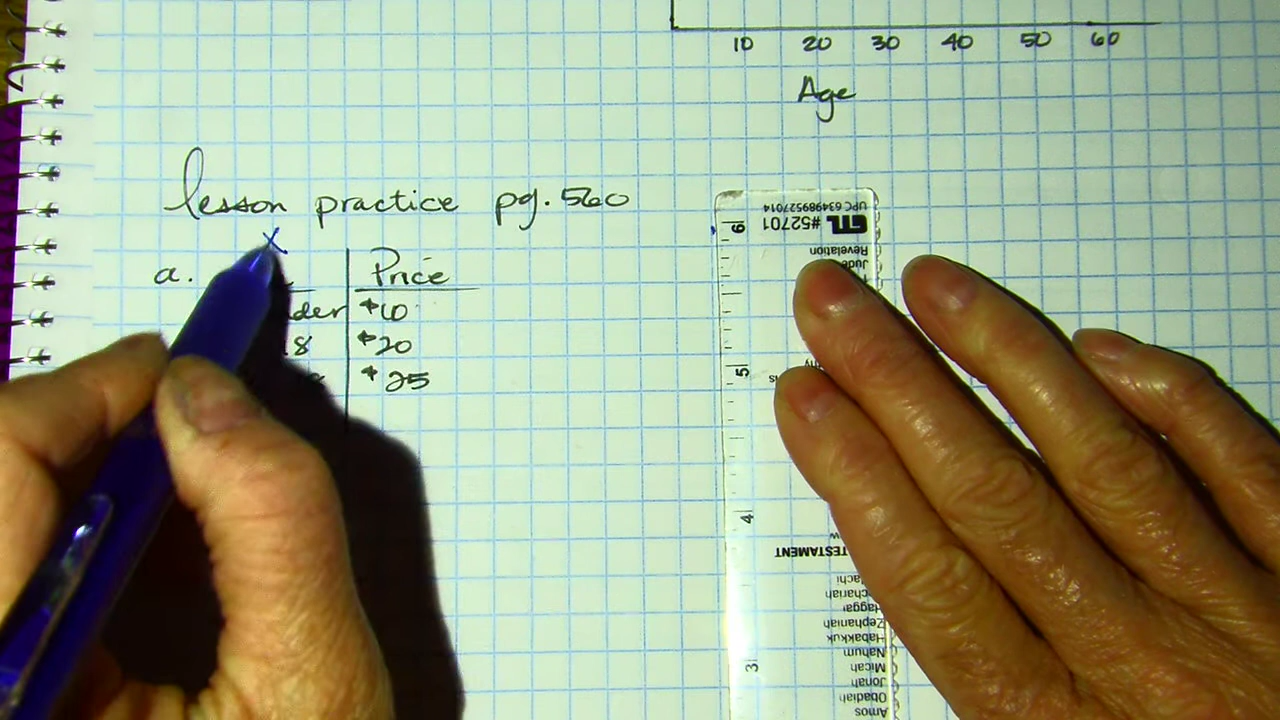 10 20 30 40 50 60
Age
lesson practice pg. 560
x
a. Price
$10
8 $20
$25
#52701 CTL
UPC 634989527014
6
Revelation
Jude
5
4
TESTAMENT
Zephaniah
Habakkuk
Nahum
3
Micah
Jonah
Obadiah
Amos